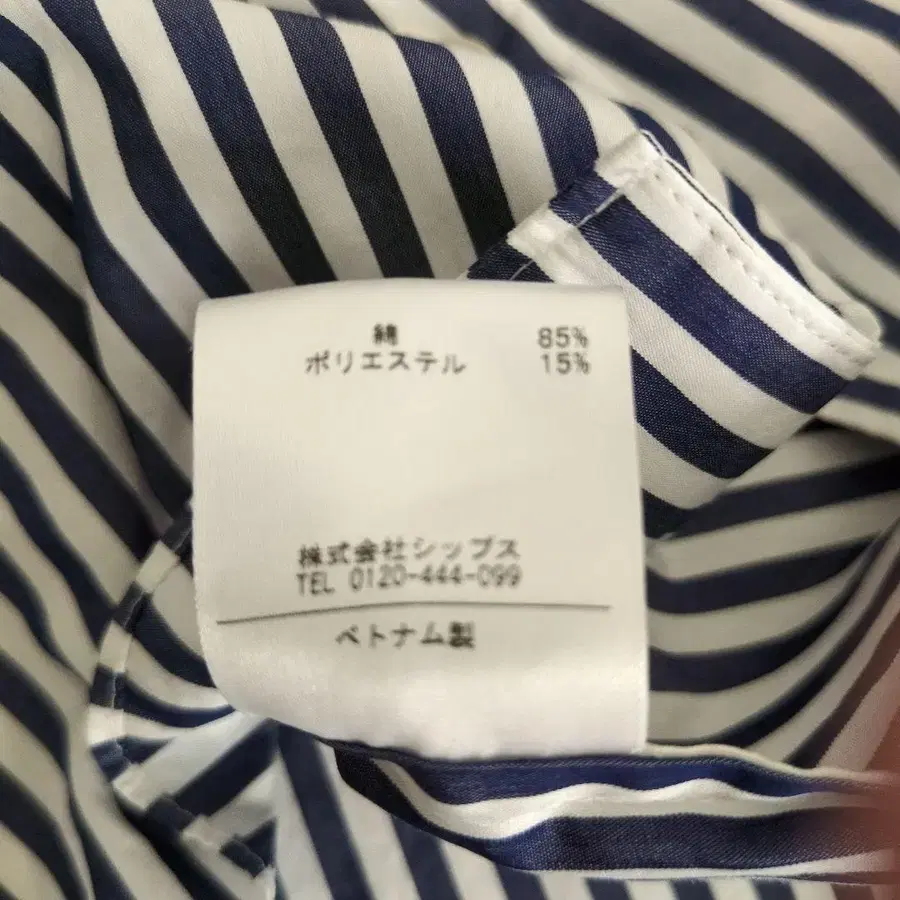 綿 85%
ポリエステル 15%
株式会社シップス
TEL 0120-444-099
ベトナム製